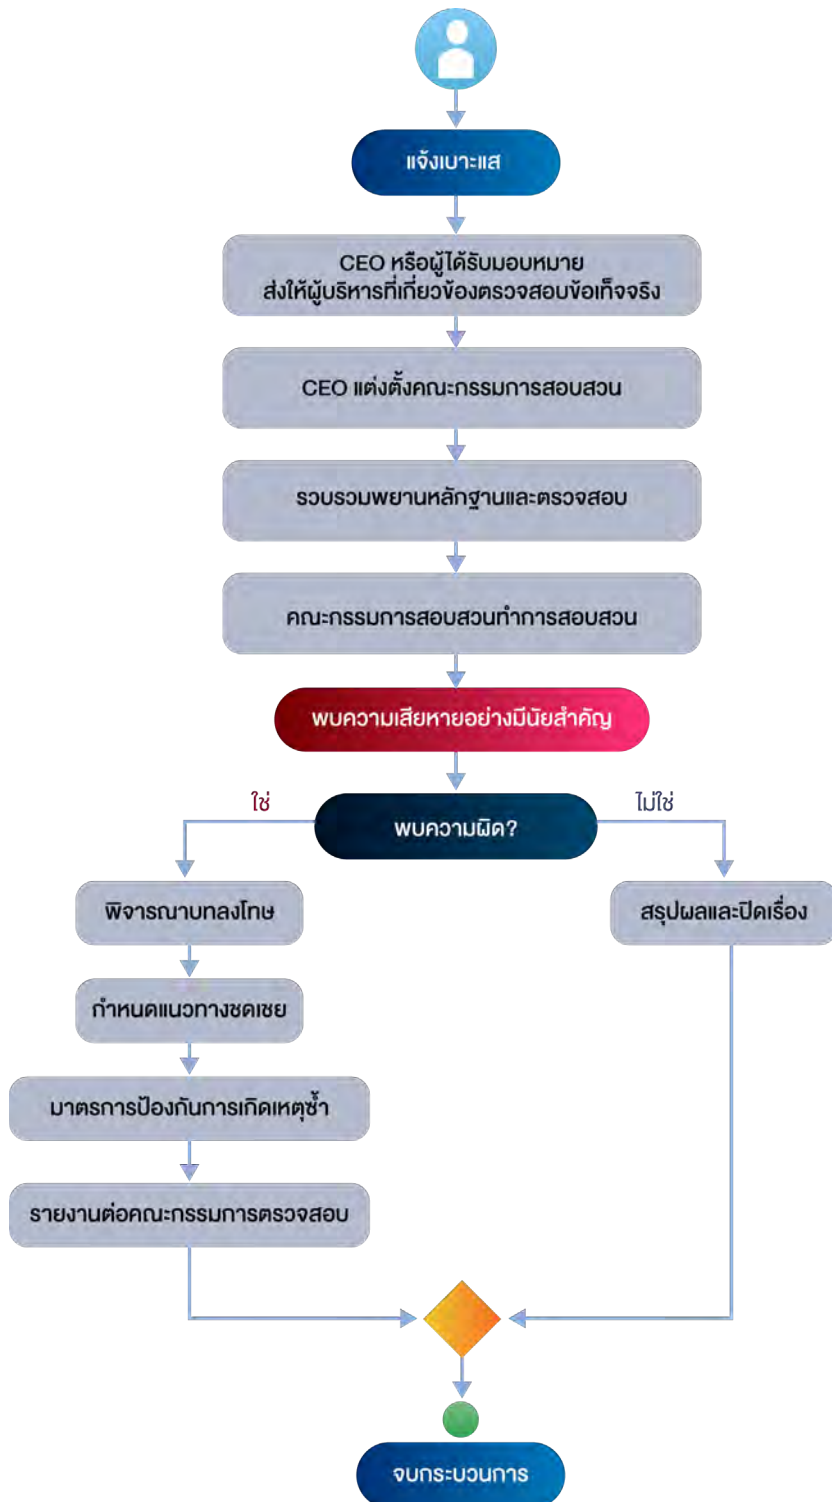 แจ้งเบาะแส
CEO หรือผู้ได้รับมอบหมาย
ส่งให้ผู้บริหารที่เกี่ยวข้องตรวจสอบข้อเท็จจริง
CEO แต่งตั้งคณะกรรมการสอบสวน
รวบรวมพยานหลักฐานและตรวจสอบ
คณะกรรมการสอบสวนทำการสอบสวน
พบความเสียหายอย่างมีนัยสำคัญ
ใช่
ไม่ใช่
พบความผิด?
พิจารณาบทลงโทษ
สรุปผลและปิดเรื่อง
กำหนดแนวทางชดเชย
มาตรการป้องกันการเกิดเหตุซ้ำ
รายงานต่อคณะกรรมการตรวจสอบ
จบกระบวนการ